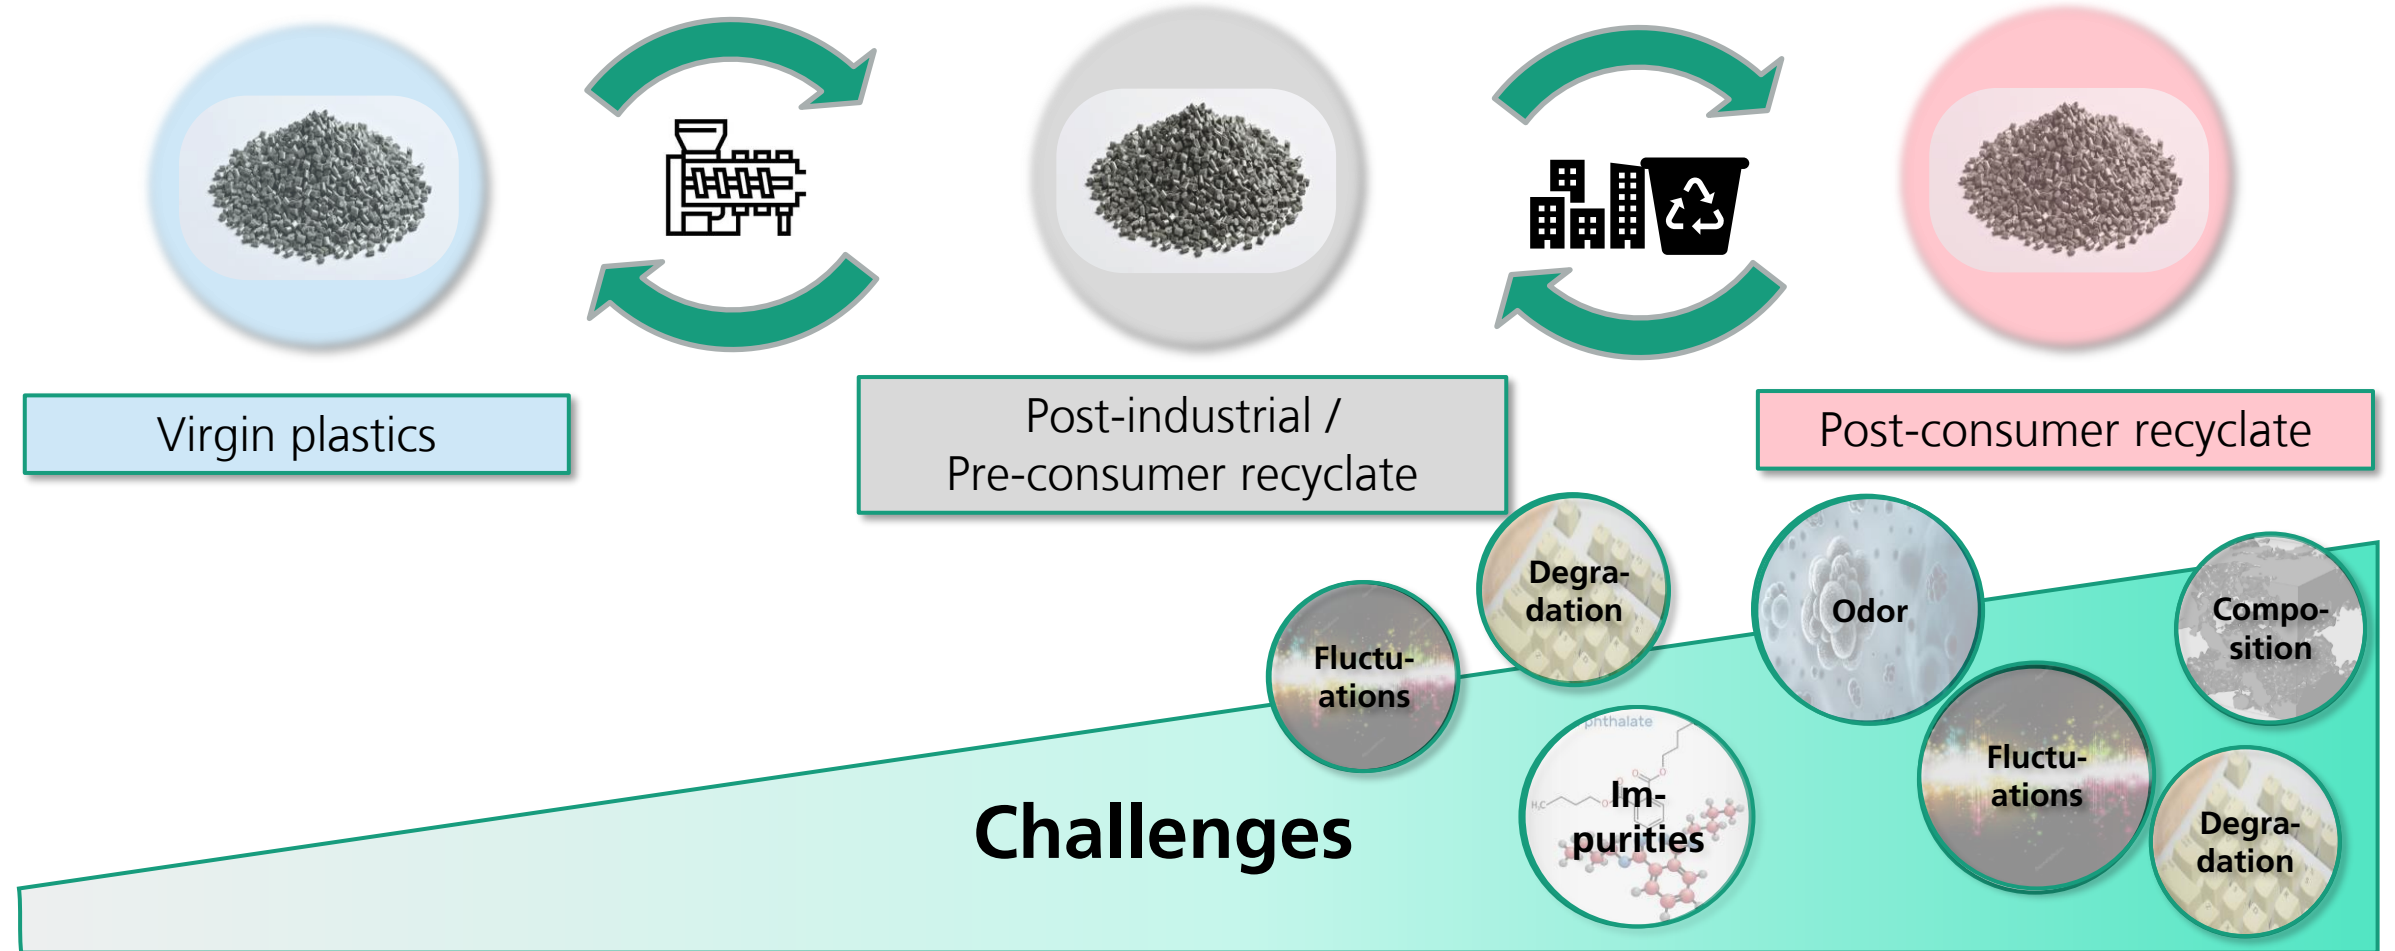 Virgin plastics
Post-industrial /
Pre-consumer recyclate
Post-consumer recyclate
Degra-
dation
Odor
Compo-
sition
Fluctu-
ations
phthalate
H₃C
O
O
O
Im-
purities
Fluctu-
ations
Degra-
dation
Challenges